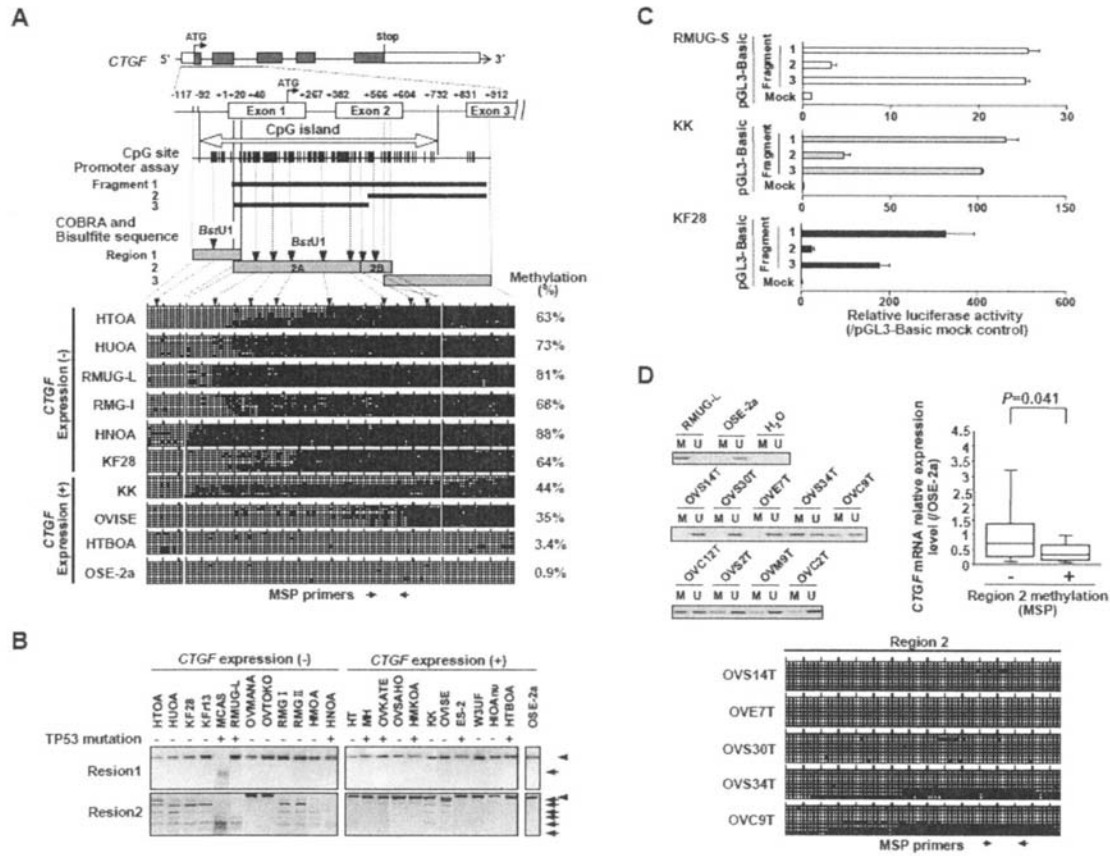 A
CTGF
5'
ATG
Stop
3'
ATG
-117 -92 +1 +20 +40 +267 +382 +566 +604 +732 +831 +912
Exon 1
Exon 2
Exon 3
CpG island
CpG site
Promoter assay
Fragment 1
2
3
COBRA and
Bisulfite sequence
BstU1
BstU1
Region 1
2
2A
2B
3
Methylation
(%)
CTGF
Expression (-)
HTOA 63%
HUOA 73%
RMUG-L 81%
RMG-I 68%
HNOA 88%
KF28 64%
CTGF
Expression (+)
KK 44%
OVISE 35%
HTBOA 3.4%
OSE-2a 0.9%
MSP primers
B
CTGF expression (-)
CTGF expression (+)
HTOA HUOA KF28 KFr13 MCAS RMUG-L OVMANA OVTOKO RMG I RMG II HMOA HNOA
HT MH OVKATE OVSAHO HMKOA KK OVISE ES-2 W3UF HIOAnu HTBOA OSE-2a
TP53 mutation - - - - + + - - - - - + - + + - + - - + - - +
Resion1
Resion2
C
RMUG-S
pGL3-Basic
Fragment
1
2
3
Mock
0 10 20 30
KK
pGL3-Basic
Fragment
1
2
3
Mock
0 50 100 150
KF28
pGL3-Basic
Fragment
1
2
3
Mock
0 200 400 600
Relative luciferase activity
(/pGL3-Basic mock control)
D
RMUG-L OSE-2a H2O
M U M U M U
OVS14T OVS30T OVE7T OVS34T OVC9T
M U M U M U M U M U
OVC12T OVS2T OVM9T OVC2T
M U M U M U M U
P=0.041
CTGF mRNA relative expression
level (/OSE-2a)
4.5
4
3.5
3
2.5
2
1.5
1
0.5
0
- +
Region 2 methylation
(MSP)
Region 2
OVS14T
OVE7T
OVS30T
OVS34T
OVC9T
MSP primers